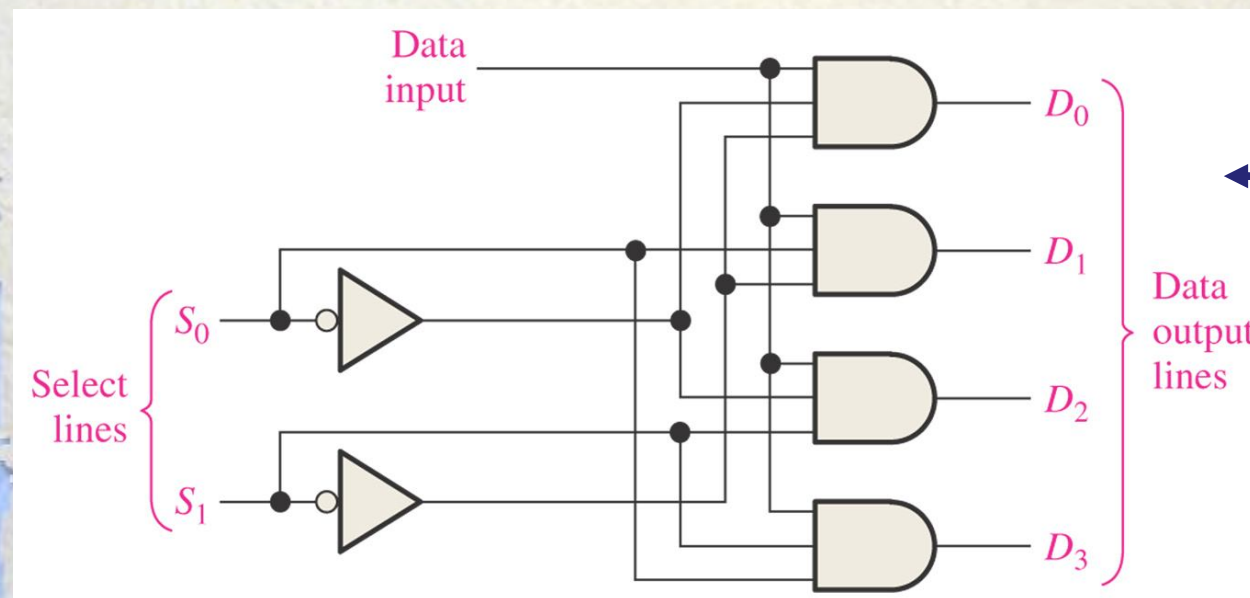 Data
input
D₀
D₁
Data
output
lines
S₀
Select
lines
D₂
S₁
D₃